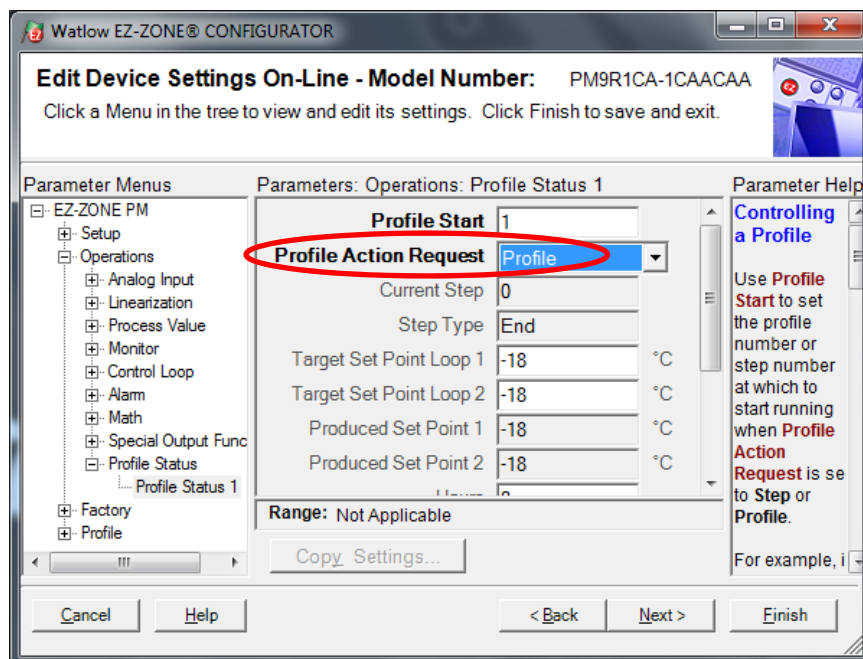 Watlow EZ-ZONE® CONFIGURATOR
Edit Device Settings On-Line - Model Number: PM9R1CA-1CAACAA
Click a Menu in the tree to view and edit its settings. Click Finish to save and exit.
Parameter Menus
EZ-ZONE PM
Setup
Operations
Analog Input
Linearization
Process Value
Monitor
Control Loop
Alarm
Math
Special Output Func
Profile Status
Profile Status 1
Factory
Profile
Parameters: Operations: Profile Status 1
Profile Start 1
Profile Action Request Profile
Current Step 0
Step Type End
Target Set Point Loop 1 -18 °C
Target Set Point Loop 2 -18 °C
Produced Set Point 1 -18 °C
Produced Set Point 2 -18 °C
Range: Not Applicable
Copy Settings...
Parameter Help
Controlling
a Profile
Use Profile
Start to set
the profile
number or
step number
at which to
start running
when Profile
Action
Request is se
to Step or
Profile.
For example, i
Cancel Help < Back Next > Finish